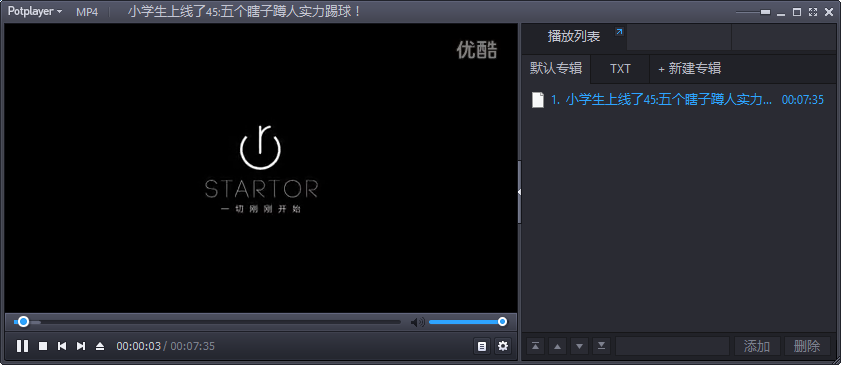 Potplayer MP4 小学生上线了45:五个瞎子蹲人实力踢球！
优酷
STARTOR
一切刚刚开始
00:00:03 / 00:07:35
播放列表
默认专辑 TXT + 新建专辑
1. 小学生上线了45:五个瞎子蹲人实力... 00:07:35
添加 删除